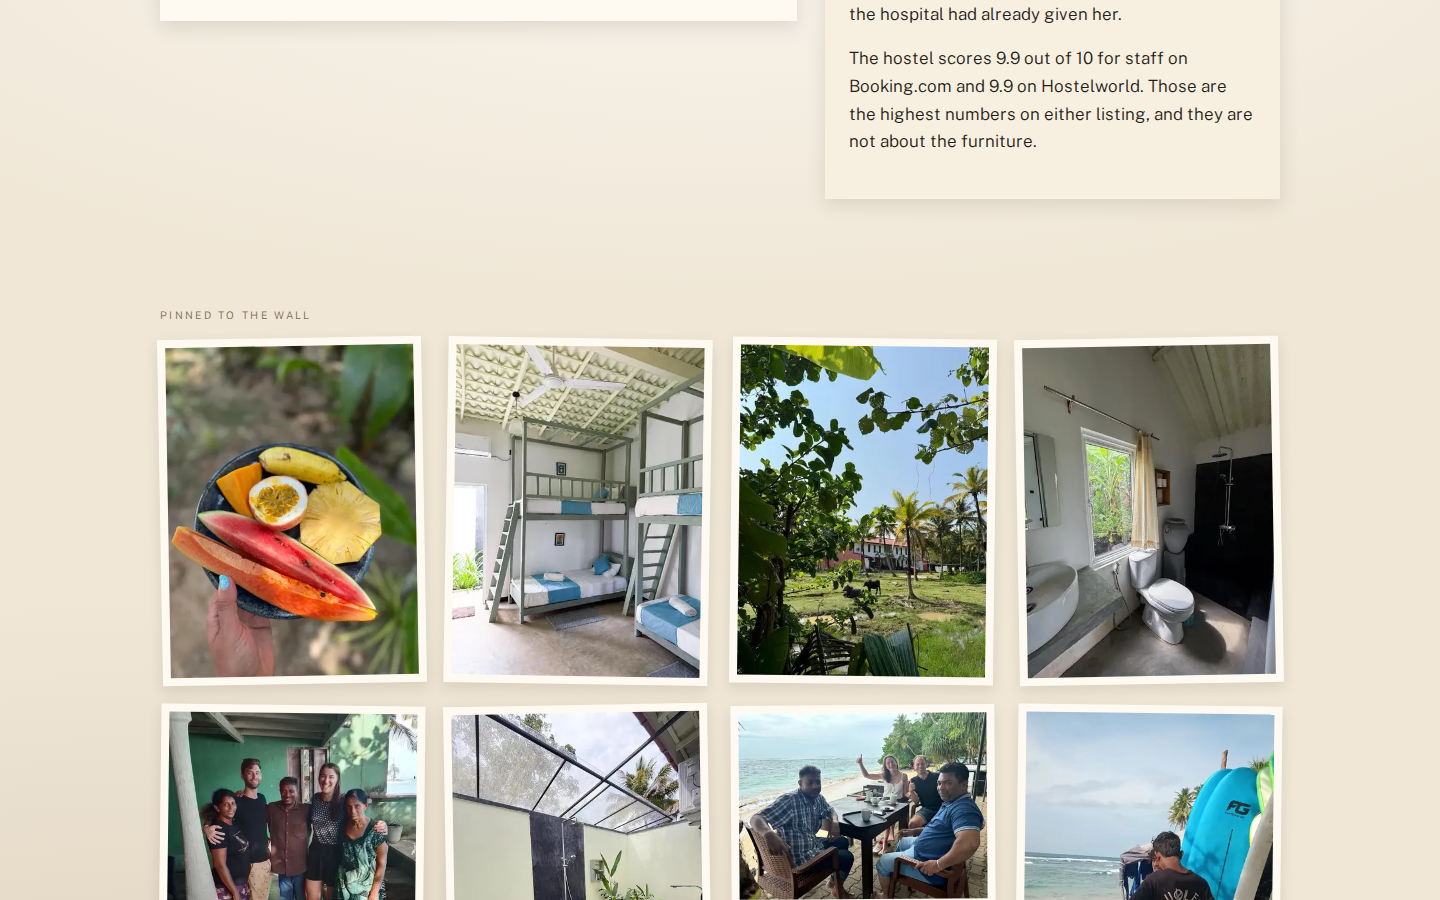 the hospital had already given her.
The hostel scores 9.9 out of 10 for staff on
Booking.com and 9.9 on Hostelworld. Those are
the highest numbers on either listing, and they are
not about the furniture.
PINNED TO THE WALL
FG